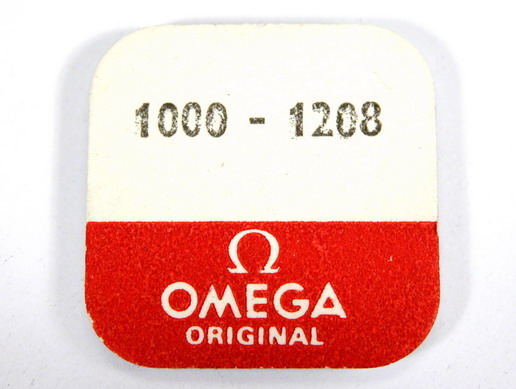 1000 - 1208
Ω
OMEGA
ORIGINAL